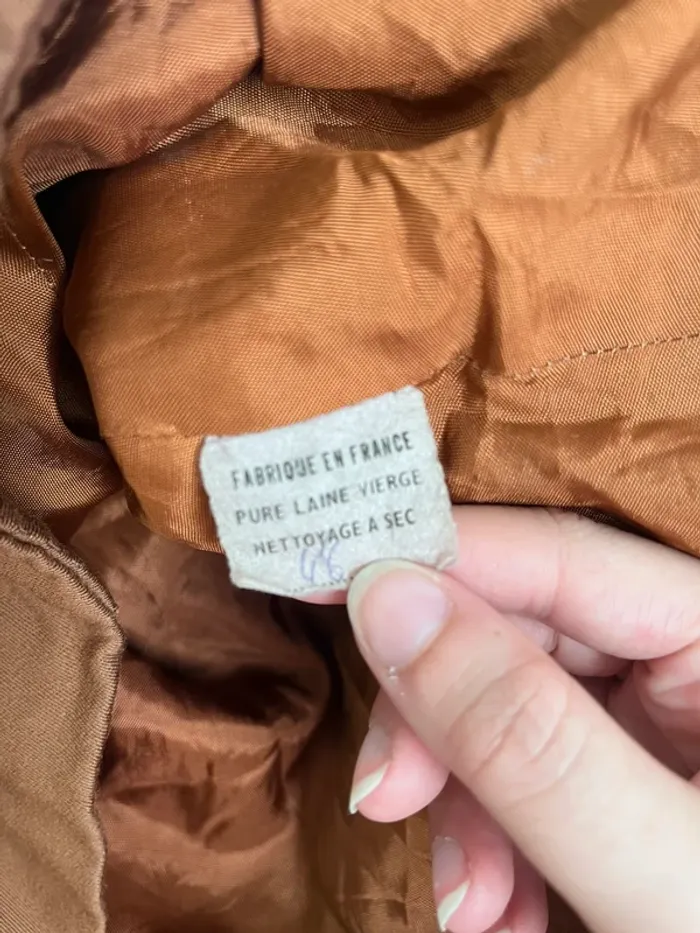 FABRIQUE EN FRANCE
PURE LAINE VIERGE
NETTOYAGE A SEC